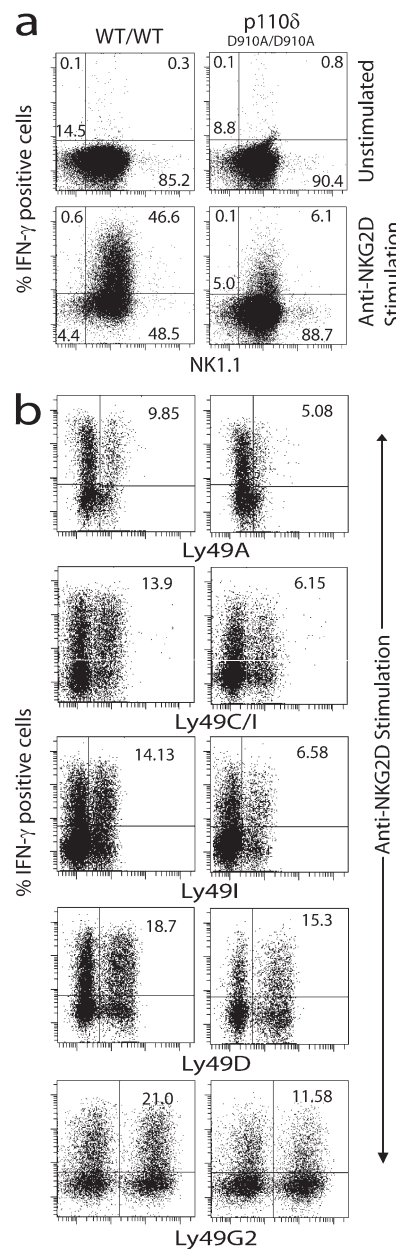 a
WT/WT
p110δ
D910A/D910A
0.1
0.3
0.1
0.8
14.5
85.2
8.8
90.4
Unstimulated
0.6
46.6
0.1
6.1
4.4
48.5
5.0
88.7
Anti-NKG2D
Stimulation
% IFN-γ positive cells
NK1.1
b
9.85
5.08
Ly49A
13.9
6.15
Ly49C/I
14.13
6.58
Ly49I
18.7
15.3
Ly49D
21.0
11.58
Ly49G2
% IFN-γ positive cells
Anti-NKG2D Stimulation